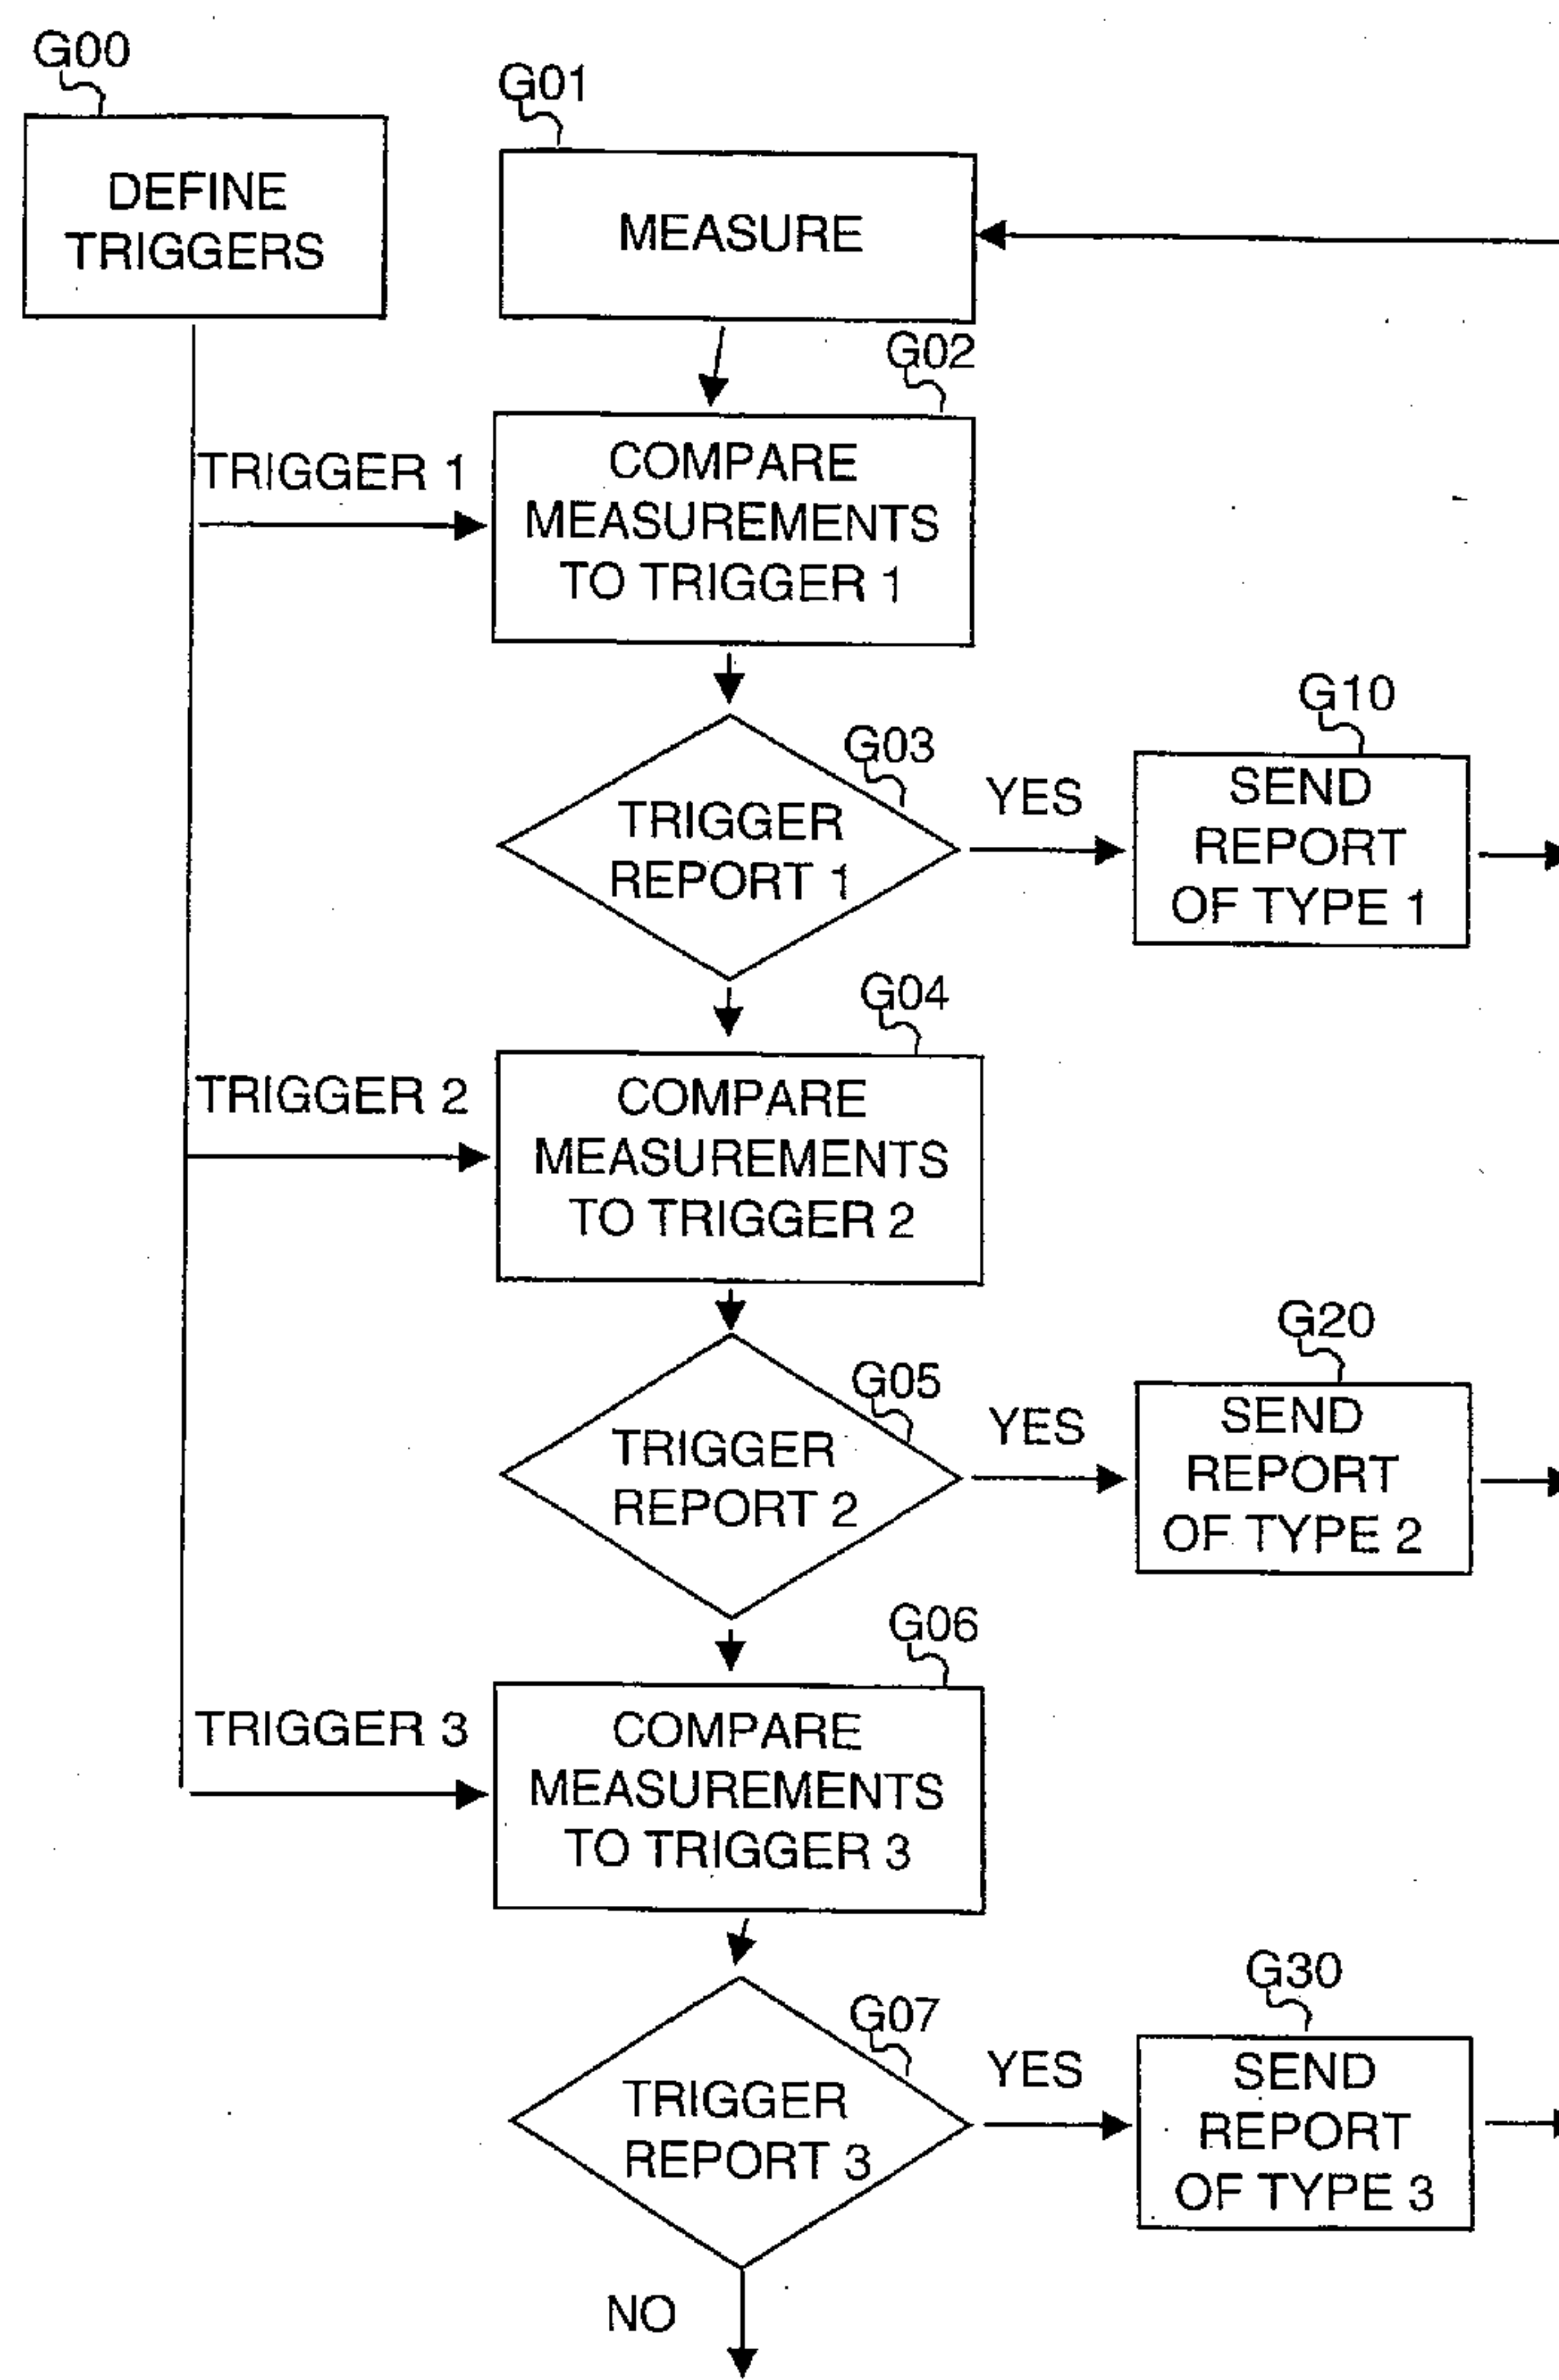 G00
DEFINE
TRIGGERS
G01
MEASURE
G02
TRIGGER 1
COMPARE
MEASUREMENTS
TO TRIGGER 1
G03
TRIGGER
REPORT 1
YES
G10
SEND
REPORT
OF TYPE 1
G04
TRIGGER 2
COMPARE
MEASUREMENTS
TO TRIGGER 2
G05
TRIGGER
REPORT 2
YES
G20
SEND
REPORT
OF TYPE 2
G06
TRIGGER 3
COMPARE
MEASUREMENTS
TO TRIGGER 3
G07
TRIGGER
REPORT 3
YES
G30
SEND
REPORT
OF TYPE 3
NO